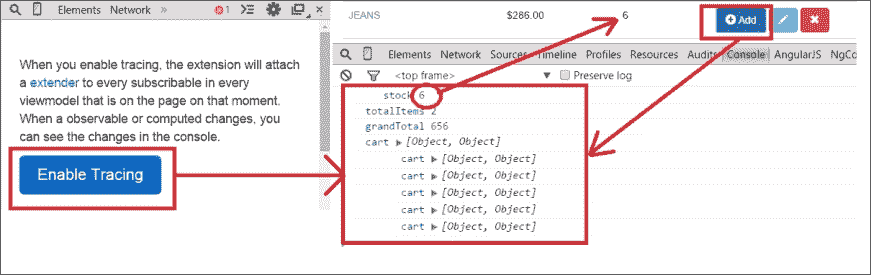 Elements Network » 1
When you enable tracing, the extension will attach
a extender to every subscribable in every
viewmodel that is on the page on that moment.
When a observable or computed changes, you
can see the changes in the console.
Enable Tracing
JEANS $286.00 6 Add
Elements Network Sources Timeline Profiles Resources Audits Console AngularJS NgCo
<top frame> Preserve log
stock 6
totalItems 2
grandTotal 656
cart [Object, Object]
cart [Object, Object]
cart [Object, Object]
cart [Object, Object]
cart [Object, Object]
cart [Object, Object]